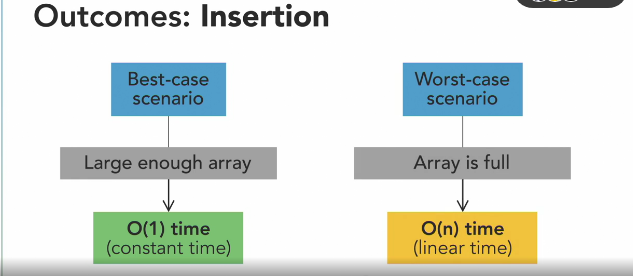 Outcomes: Insertion
Best-case
scenario
Large enough array
O(1) time
(constant time)
Worst-case
scenario
Array is full
O(n) time
(linear time)